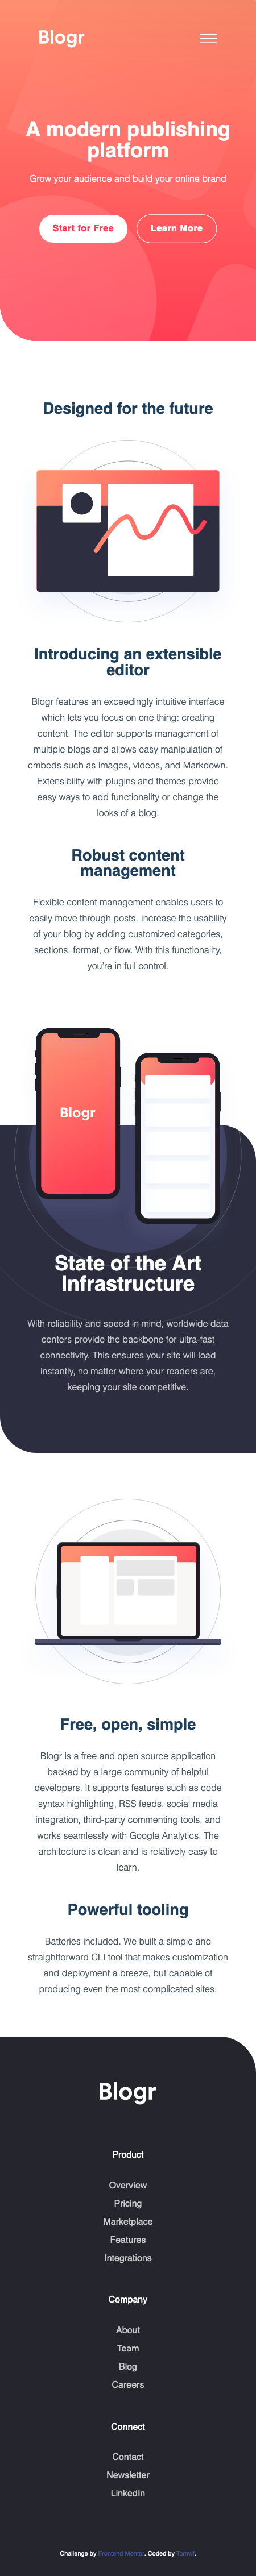 Blogr
A modern publishing
platform
Grow your audience and build your online brand
Start for Free
Learn More
Designed for the future
Introducing an extensible
editor
Blogr features an exceedingly intuitive interface
which lets you focus on one thing: creating
content. The editor supports management of
multiple blogs and allows easy manipulation of
embeds such as images, videos, and Markdown.
Extensibility with plugins and themes provide
easy ways to add functionality or change the
looks of a blog.
Robust content
management
Flexible content management enables users to
easily move through posts. Increase the usability
of your blog by adding customized categories,
sections, format, or flow. With this functionality,
you're in full control.
Blogr
State of the Art
Infrastructure
With reliability and speed in mind, worldwide data
centers provide the backbone for ultra-fast
connectivity. This ensures your site will load
instantly, no matter where your readers are,
keeping your site competitive.
Free, open, simple
Blogr is a free and open source application
backed by a large community of helpful
developers. It supports features such as code
syntax highlighting, RSS feeds, social media
integration, third-party commenting tools, and
works seamlessly with Google Analytics. The
architecture is clean and is relatively easy to
learn.
Powerful tooling
Batteries included. We built a simple and
straightforward CLI tool that makes customization
and deployment a breeze, but capable of
producing even the most complicated sites.
Blogr
Product
Overview
Pricing
Marketplace
Features
Integrations
Company
About
Team
Blog
Careers
Connect
Contact
Newsletter
LinkedIn
Challenge by Frontend Mentor. Coded by